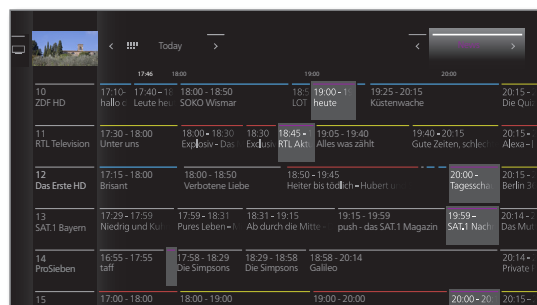 Today
17:46 18:00 19:00 20:00
10 17:10- 17:40 - 18 18:00 - 18:50 18:5 19:00 - 1 19:25 - 20:15 20:15 -
ZDF HD hallo d Leute heu SOKO Wismar LOT heute Küstenwache Die Qui
11 17:30 - 18:00 18:00 - 18:30 18:30 18:45 - 1 19:05 - 19:40 19:40 - 20:15 20:15 -
RTL Television Unter uns Explosiv - Das Exclusiv RTL Aktu Alles was zählt Gute Zeiten, schlec Alexa -
12 17:15 - 18:00 18:00 - 18:50 18:50 - 19:45 20:00 - 20:15 -
Das Erste HD Brisant Verbotene Liebe Heiter bis tödlich - Hubert un Tagesscha Berlin 3
13 17:29 - 17:59 17:59 - 18:31 18:31 - 19:15 19:15 - 19:59 19:59 - 20:14 - 2
SAT.1 Bayern Niedrig und Kuh Pures Leben - Ab durch die Mitte - push - das SAT.1 Magazin SAT.1 Nach Das Mut
14 16:55 - 17:55 17:58 - 18:29 18:29 - 18:58 18:58 - 20:14 20:14 -
ProSieben taff Die Simpsons Die Simpsons Galileo Private
15 17:00 - 18:00 18:00 - 19:00 19:00 - 20:00 20:00 - 20: 20:15 -